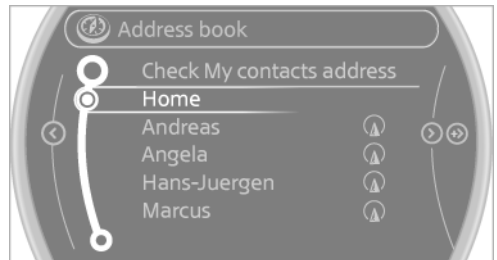 Address book
Check My contacts address
Home
Andreas
Angela
Hans-Juergen
Marcus